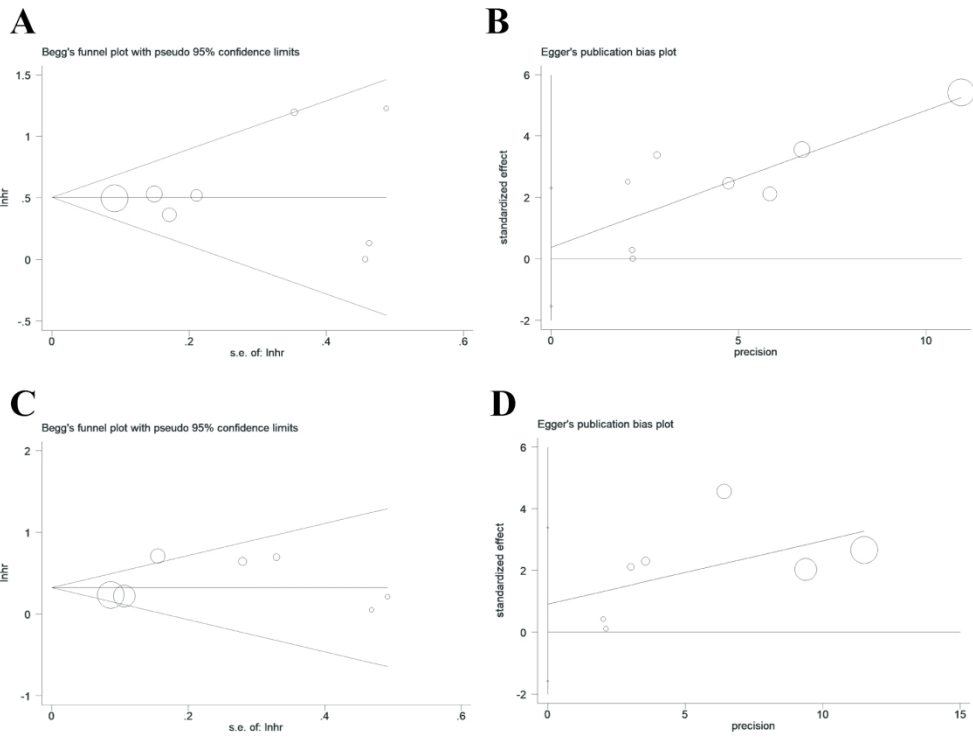 A
Begg's funnel plot with pseudo 95% confidence limits
1.5
1
.5
0
-.5
lnhr
0
.2
.4
.6
s.e. of: lnhr
B
Egger's publication bias plot
6
4
2
0
-2
standardized effect
0
5
10
precision
C
Begg's funnel plot with pseudo 95% confidence limits
2
1
0
-1
lnhr
0
.2
.4
.6
s.e. of: lnhr
D
Egger's publication bias plot
6
4
2
0
-2
standardized effect
0
5
10
15
precision